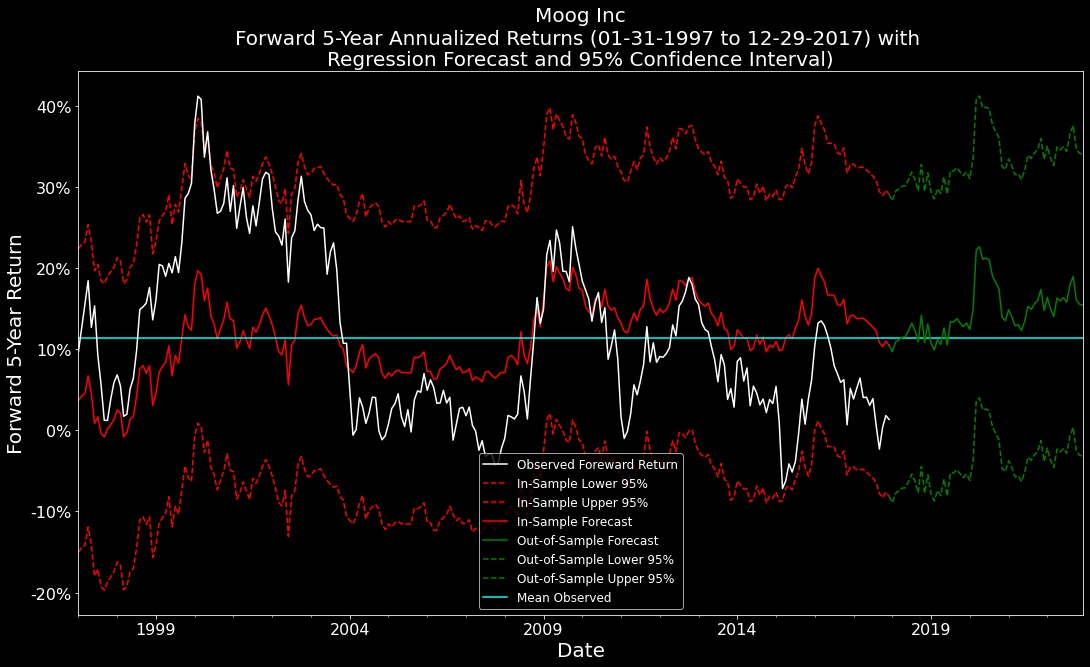 Moog Inc
Forward 5-Year Annualized Returns (01-31-1997 to 12-29-2017) with
Regression Forecast and 95% Confidence Interval)
Forward 5-Year Return
40%
30%
20%
10%
0%
-10%
-20%
Observed Foreward Return
In-Sample Lower 95%
In-Sample Upper 95%
In-Sample Forecast
Out-of-Sample Forecast
Out-of-Sample Lower 95%
Out-of-Sample Upper 95%
Mean Observed
1999
2004
2009
2014
2019
Date